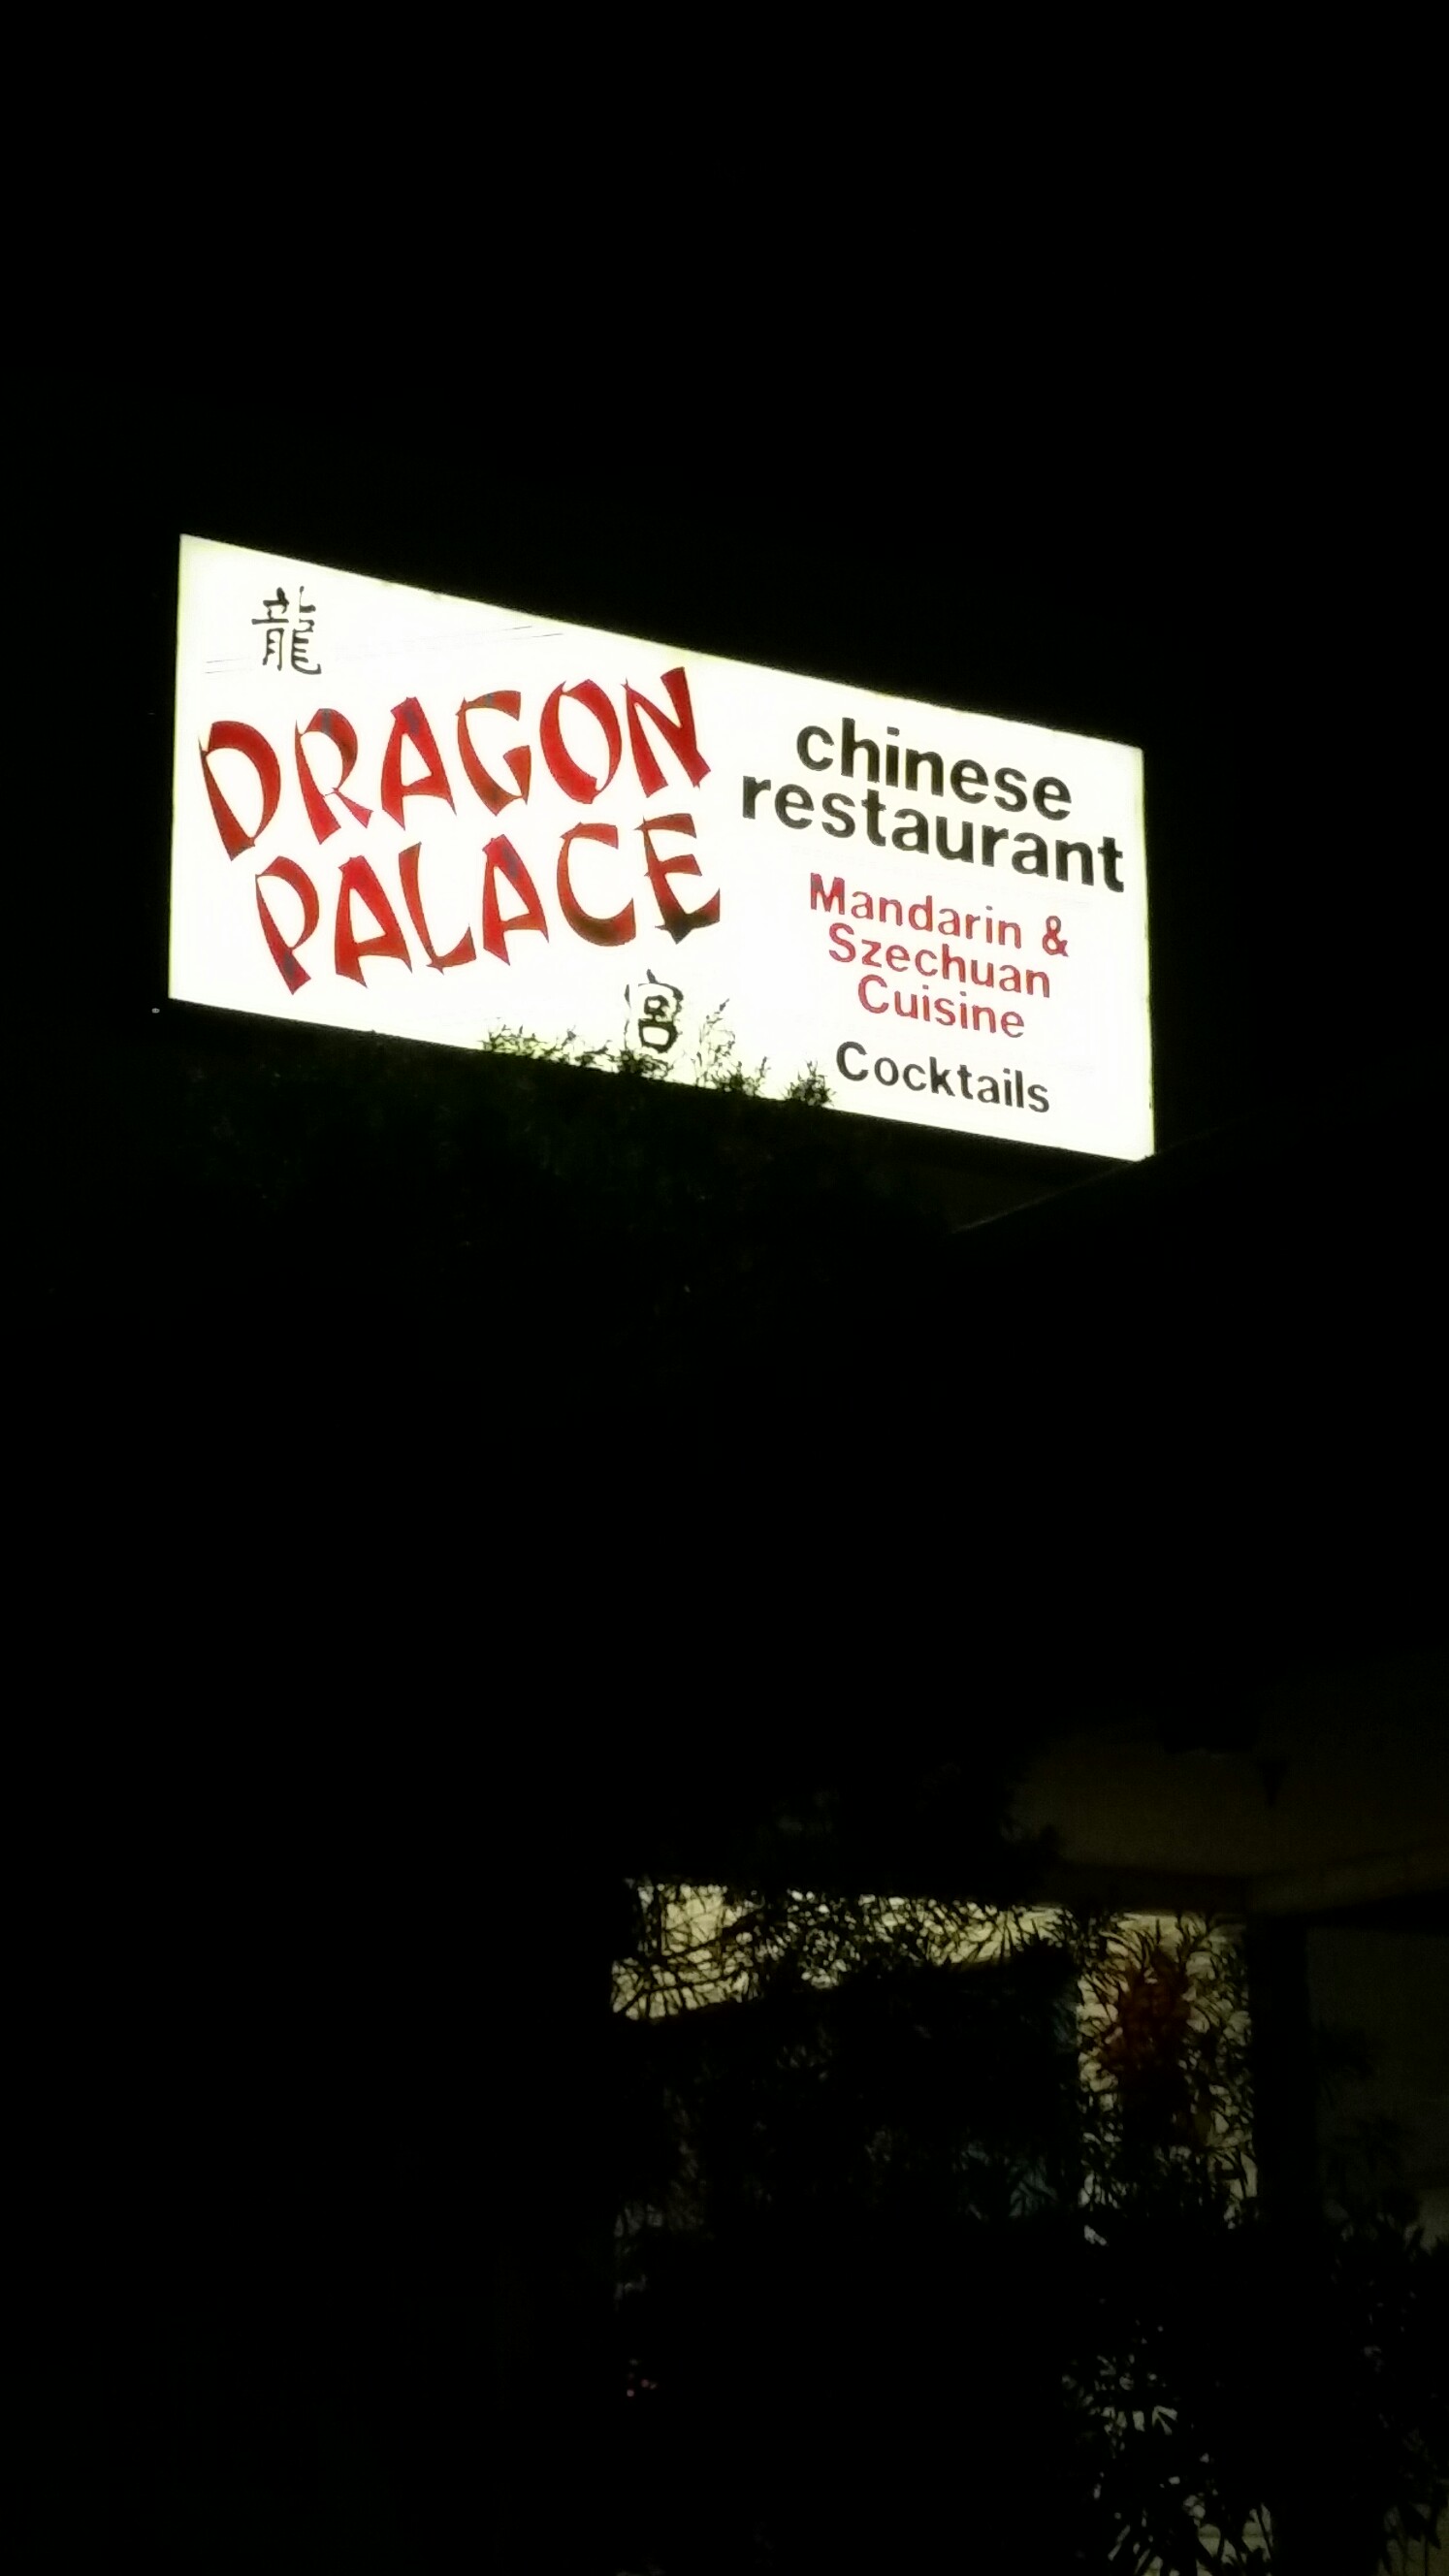 龍
DRAGON
PALACE
宮
chinese
restaurant
Mandarin &
Szechuan
Cuisine
Cocktails